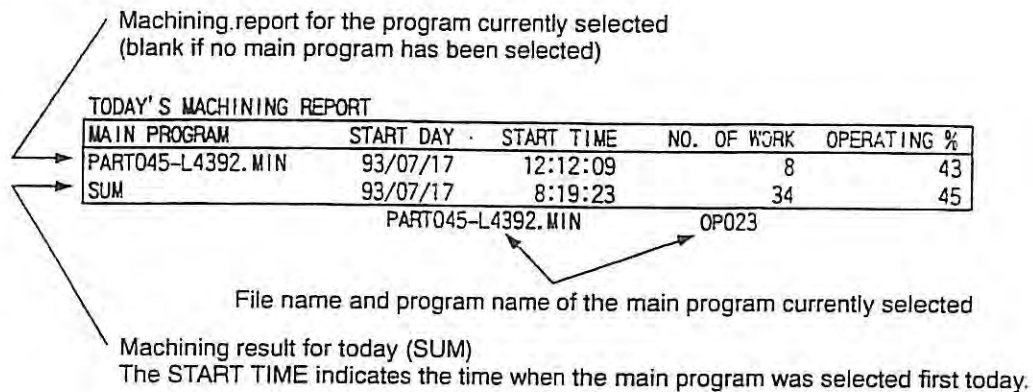 Machining.report for the program currently selected
(blank if no main program has been selected)
TODAY'S MACHINING REPORT
MAIN PROGRAM START DAY . START TIME NO. OF WORK OPERATING %
PART045-L4392.MIN 93/07/17 12:12:09 8 43
SUM 93/07/17 8:19:23 34 45
PART045-L4392.MIN OP023
File name and program name of the main program currently selected
Machining result for today (SUM)
The START TIME indicates the time when the main program was selected first today.